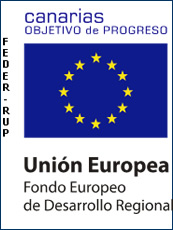 canarias
OBJETIVO de PROGRESO
FEDER-RUP
Unión Europea
Fondo Europeo
de Desarrollo Regional